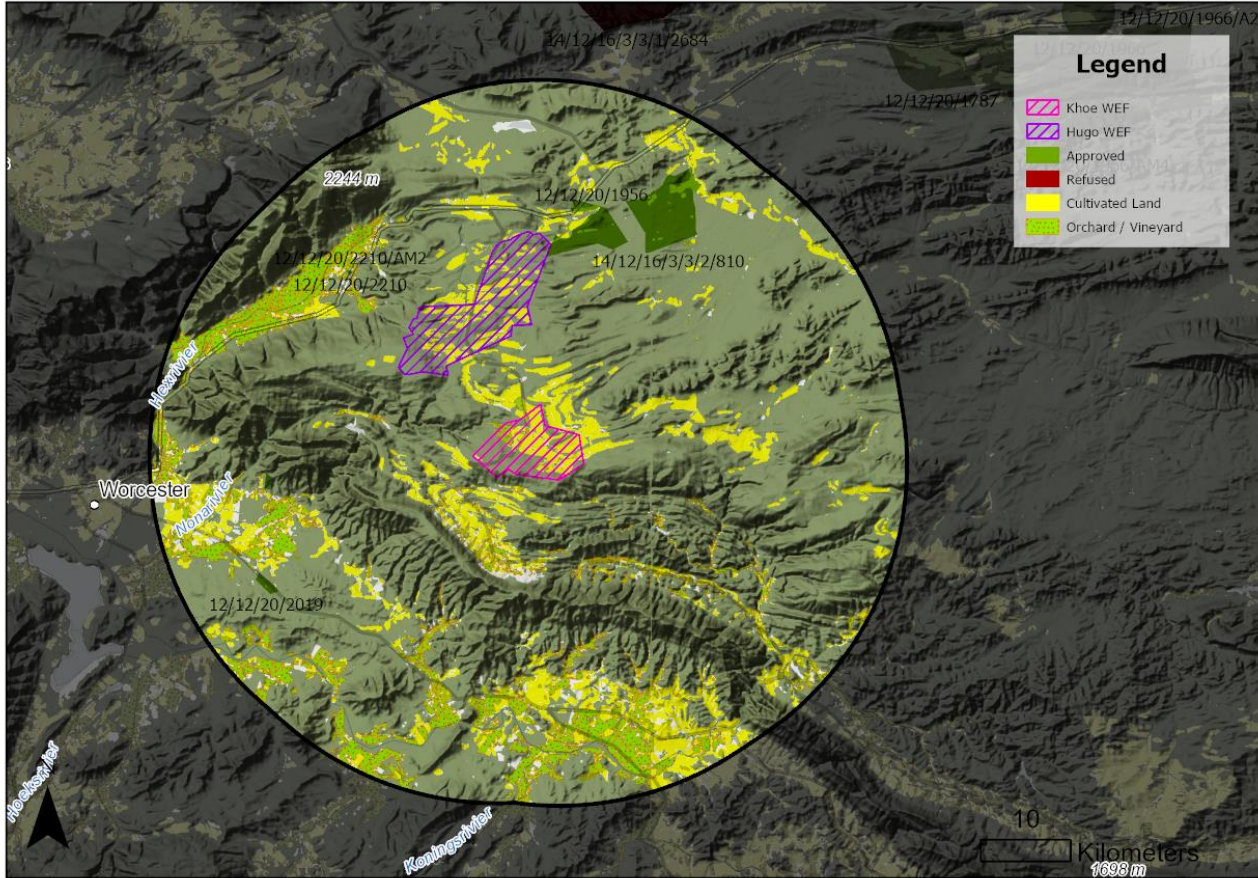 12/12/20/1966/A2
14/12/16/3/3/1/2684
12/12/20/1787
Legend
Khoe WEF
Hugo WEF
Approved
Refused
Cultivated Land
Orchard / Vineyard
2244 m
12/12/20/1956
14/12/16/3/3/2/810
12/12/20/2210/AM2
12/12/20/2210
Hexrivier
Worcester
Nonarivier
12/12/20/2019
Koningsrivier
10
Kilometers
1698 m